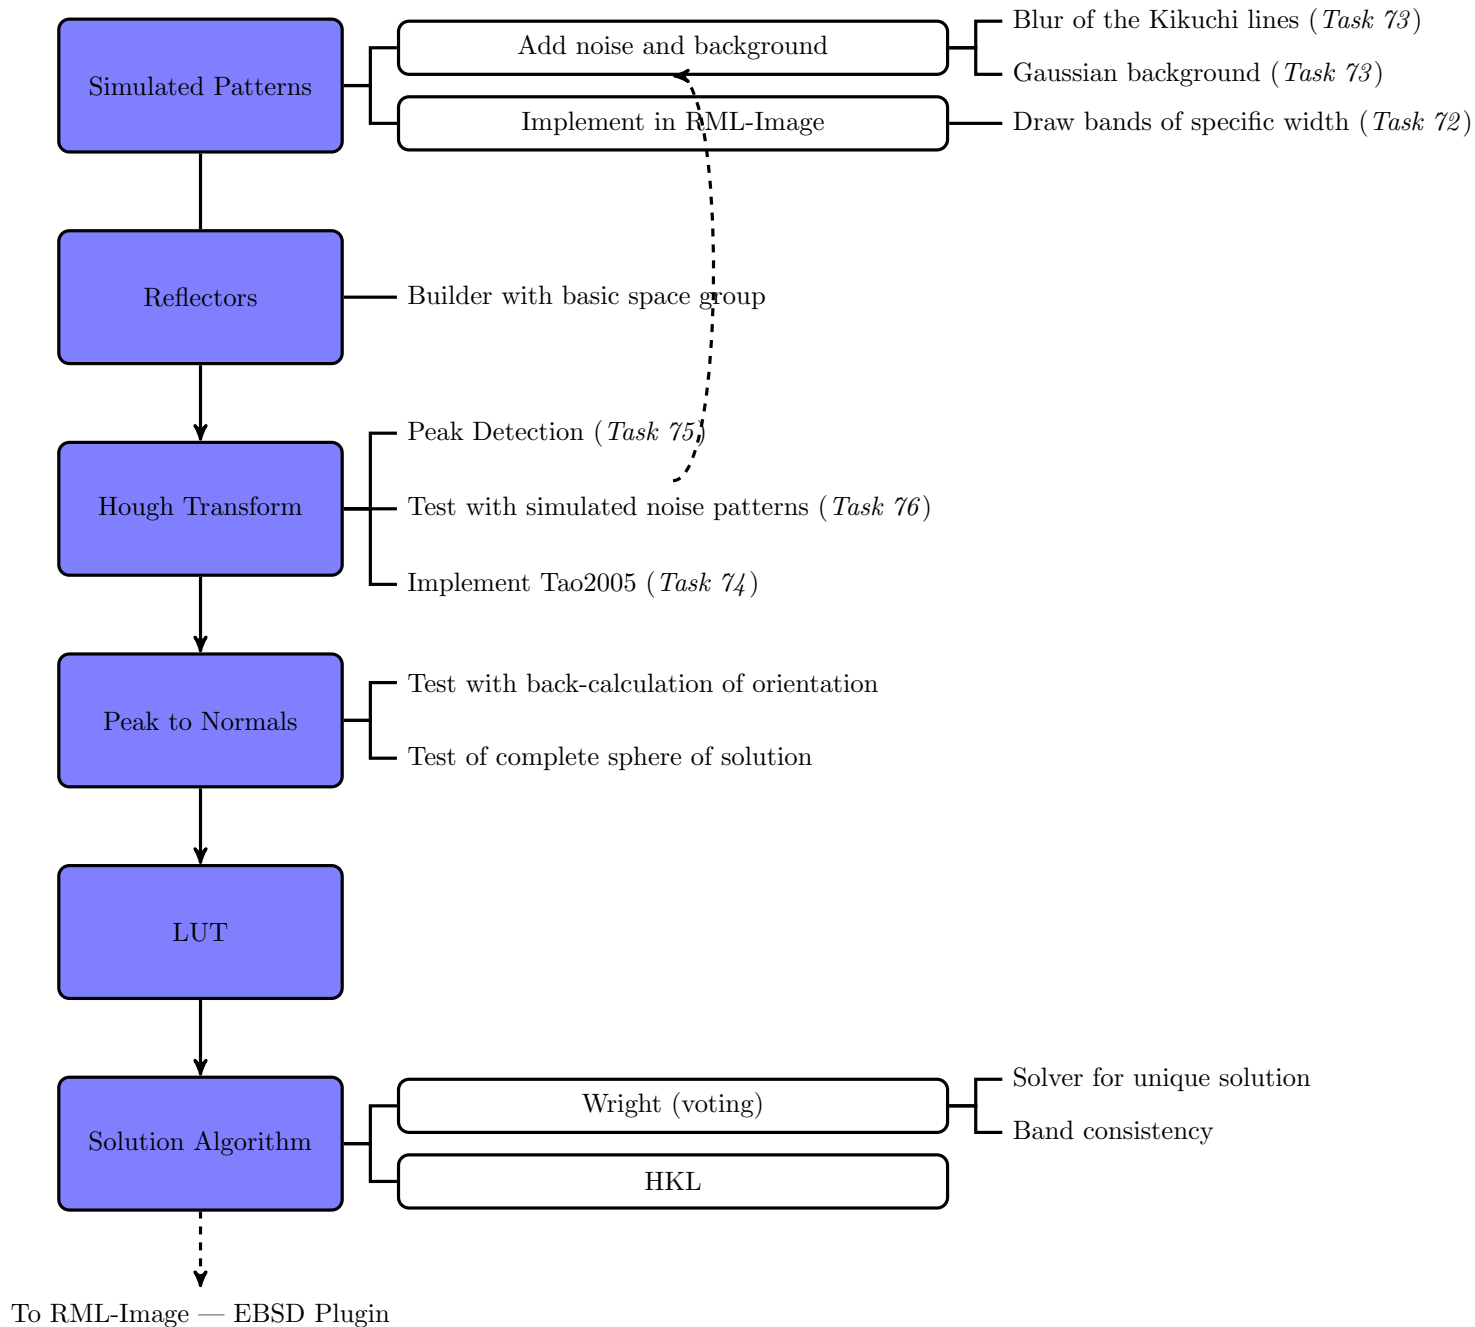 Simulated Patterns
Add noise and background
Blur of the Kikuchi lines (Task 73)
Gaussian background (Task 73)
Implement in RML-Image
Draw bands of specific width (Task 72)
Reflectors
Builder with basic space group
Hough Transform
Peak Detection (Task 75)
Test with simulated noise patterns (Task 76)
Implement Tao2005 (Task 74)
Peak to Normals
Test with back-calculation of orientation
Test of complete sphere of solution
LUT
Solution Algorithm
Wright (voting)
Solver for unique solution
Band consistency
HKL
To RML-Image — EBSD Plugin